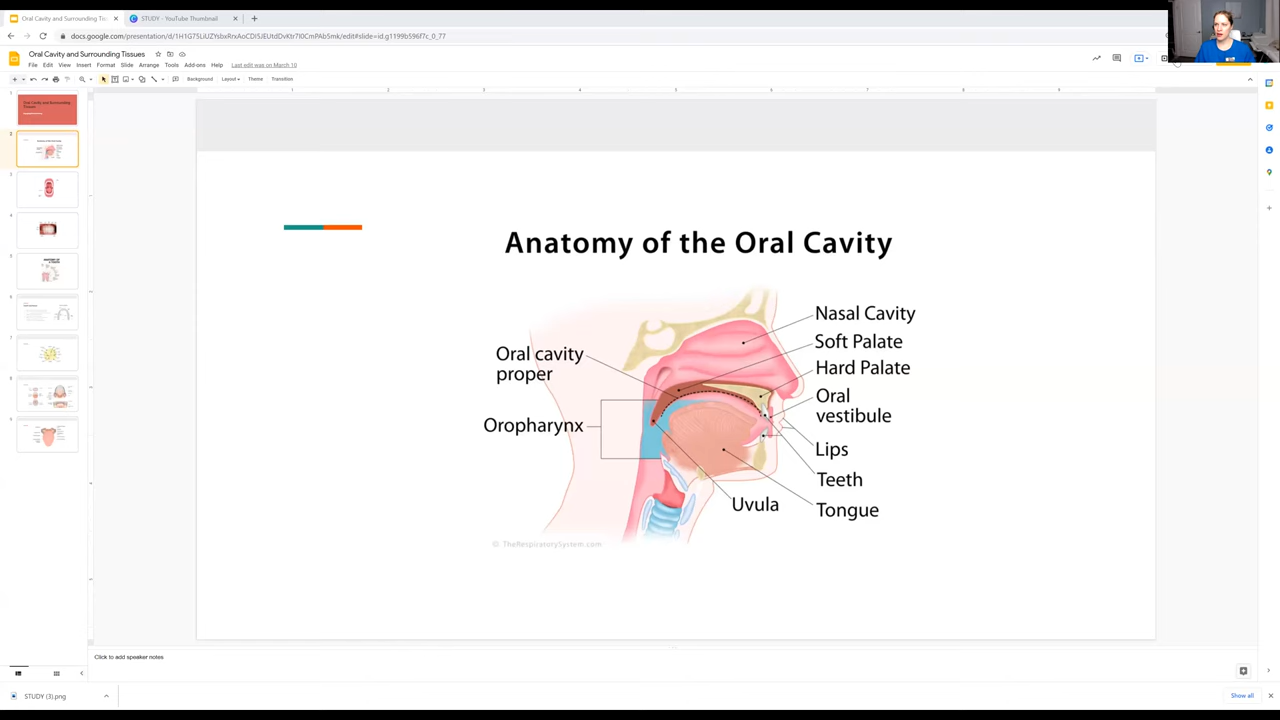 Oral Cavity and Surrounding Tis
STUDY - YouTube Thumbnail
Oral Cavity and Surrounding Tissues
File Edit View Insert Format Slide Arrange Tools Add-ons Help Last edit was on March 10
Background Layout Theme Transition
Anatomy of the Oral Cavity
Nasal Cavity
Soft Palate
Hard Palate
Oral
vestibule
Lips
Teeth
Tongue
Uvula
Oral cavity
proper
Oropharynx
© TheRespiratorySystem.com
Click to add speaker notes
STUDY (3).png
Show all